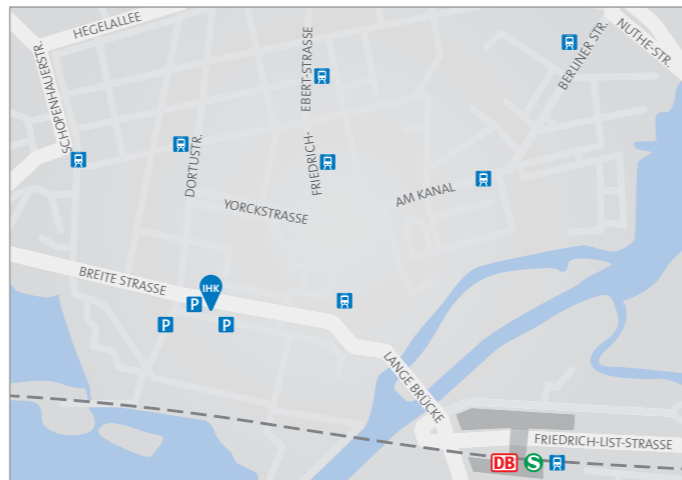 HEGELALLEE
SCHOPENHAUERSTR.
EBERT-STRASSE
BERLINER STR.
NUTHE-STR.
DORTUSTR.
FRIEDRICH-
YORCKSTRASSE
AM KANAL
BREITE STRASSE
IHK
P
P
P
LANGE BRÜCKE
FRIEDRICH-LIST-STRASSE
DB
S